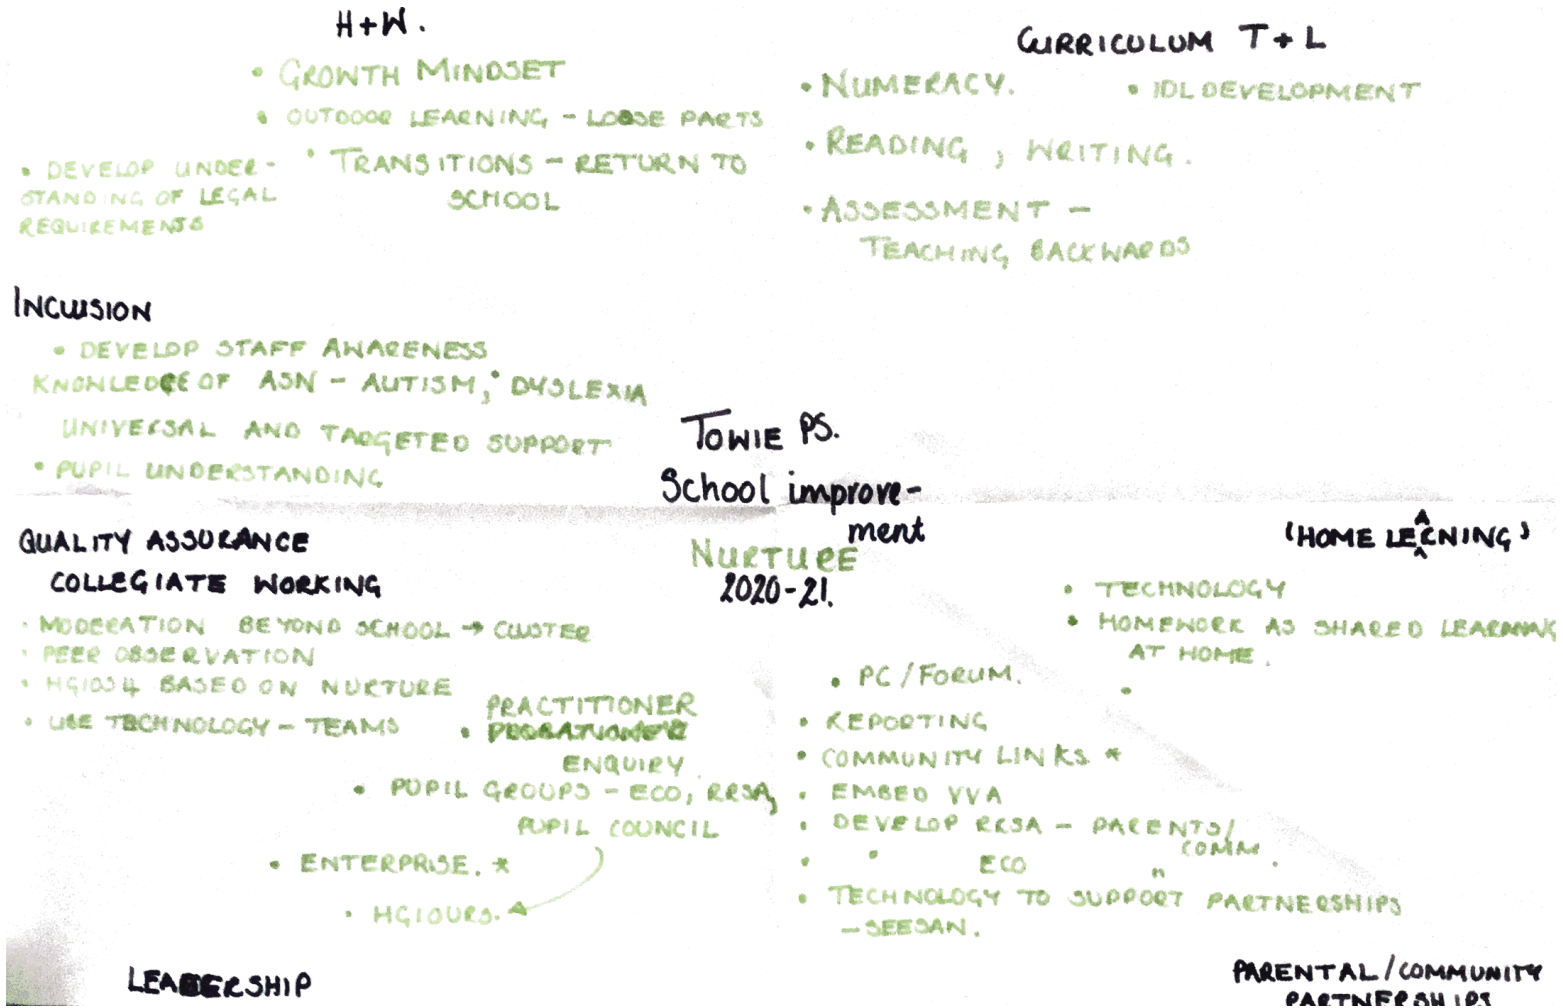 H+W.
• GROWTH MINDSET
• OUTDOOR LEARNING – LOOSE PARTS
• TRANSITIONS – RETURN TO
SCHOOL
• DEVELOP UNDER-
STANDING OF LEGAL
REQUIREMENTS
CURRICULUM T+L
• NUMERACY.
• IDL DEVELOPMENT
• READING, WRITING.
• ASSESSMENT –
TEACHING BACKWARDS
INCLUSION
• DEVELOP STAFF AWARENESS
KNOWLEDGE OF ASN – AUTISM, • DYSLEXIA
UNIVERSAL AND TARGETED SUPPORT
• PUPIL UNDERSTANDING
TOWIE PS.
School improve-
ment
NURTURE
2020-21.
QUALITY ASSURANCE
COLLEGIATE WORKING
• MODERATION BEYOND SCHOOL → CLUSTER
• PEER OBSERVATION
• HGIOS4 BASED ON NURTURE
• USE TECHNOLOGY – TEAMS
PRACTITIONER
•
ENQUIRY
• PUPIL GROUPS – ECO, RRSA,
PUPIL COUNCIL
• ENTERPRISE. *
• HGIOURS.
LEADERSHIP
(HOME LEARNING)
• TECHNOLOGY
• HOMEWORK AS SHARED LEARNING
AT HOME.
•
• PC/FORUM.
• REPORTING
• COMMUNITY LINKS *
• EMBED VVA
• DEVELOP RRSA – PARENTS/
COMM.
• " ECO "
• TECHNOLOGY TO SUPPORT PARTNERSHIPS
– SEESAW.
PARENTAL/COMMUNITY
PARTNERSHIPS